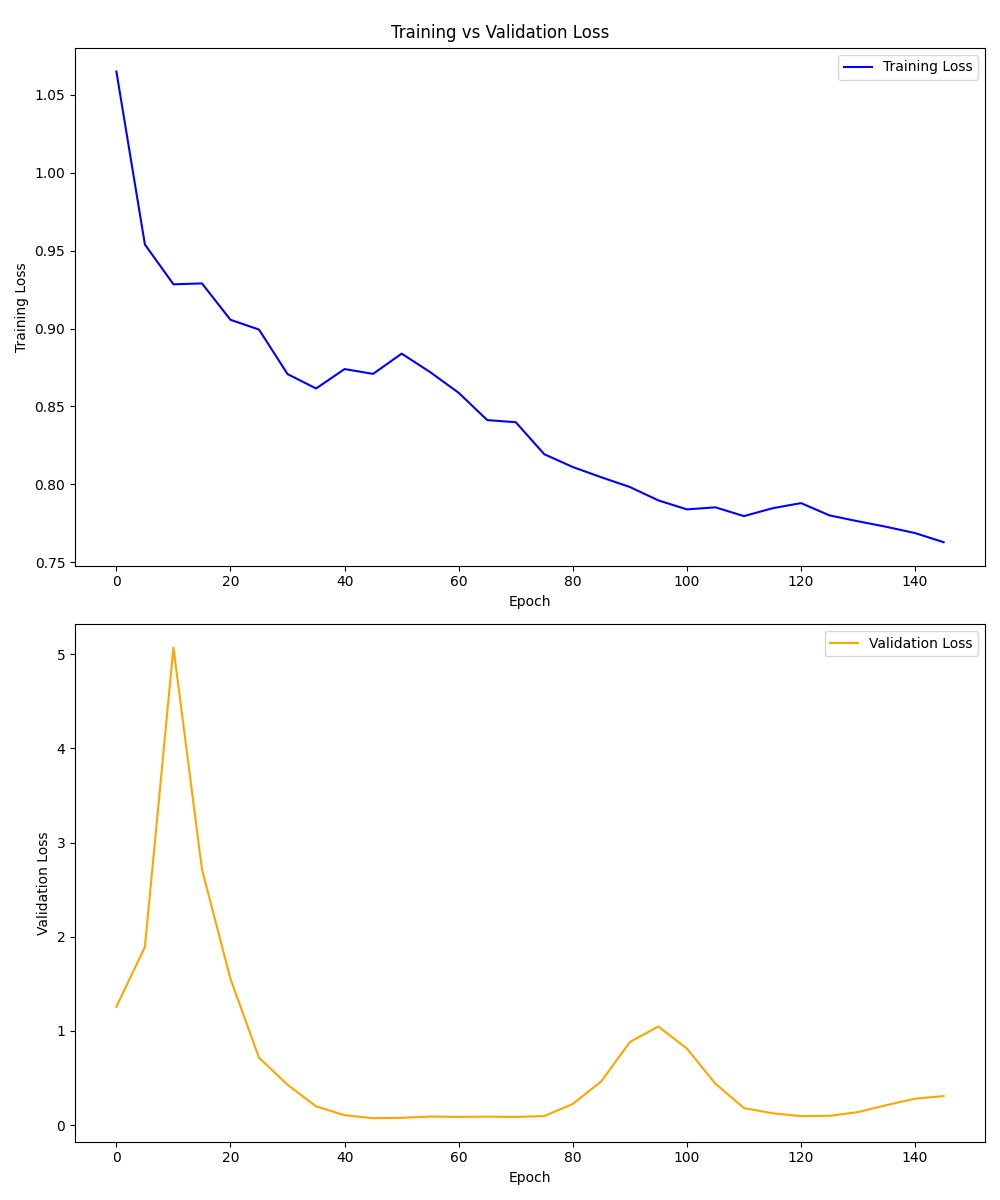 Training vs Validation Loss
Training Loss
1.05
1.00
0.95
0.90
0.85
0.80
0.75
Training Loss
0 20 40 60 80 100 120 140
Epoch
Validation Loss
5
4
3
2
1
0
Validation Loss
0 20 40 60 80 100 120 140
Epoch